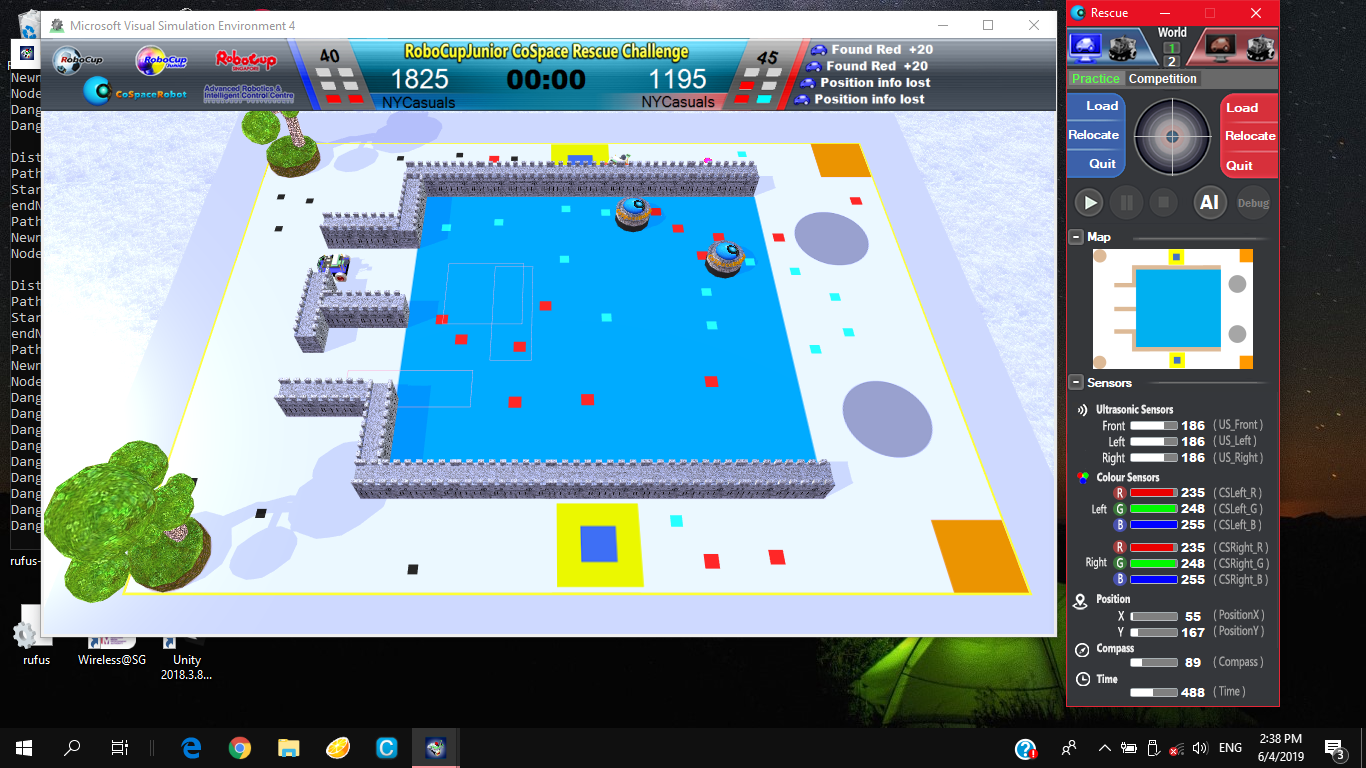 Microsoft Visual Simulation Environment 4
RoboCup
RoboCup Junior
RoboCup
SINGAPORE
CoSpaceRobot
Advanced Robotics &
Intelligent Control Centre
40
RoboCupJunior CoSpace Rescue Challenge
1825
00:00
1195
NYCasuals
NYCasuals
45
Found Red +20
Found Red +20
Position info lost
Position info lost
Newn
Node
Dang
Dang
Dist
Path
Star
endN
Path
Newn
Node
Dist
Path
Star
endN
Path
Newn
Node
Dang
Dang
Dang
Dang
Dang
Dang
Dang
Dang
Dang
rufus-
rufus
Wireless@SG
Unity
2018.3.8...
Rescue
World
1
2
Practice
Competition
Load
Load
Relocate
Relocate
Quit
Quit
AI
Debug
Map
Sensors
Ultrasonic Sensors
Front 186 ( US_Front )
Left 186 ( US_Left )
Right 186 ( US_Right )
Colour Sensors
R 235 ( CSLeft_R )
Left G 248 ( CSLeft_G )
B 255 ( CSLeft_B )
R 235 ( CSRight_R )
Right G 248 ( CSRight_G )
B 255 ( CSRight_B )
Position
X 55 ( PositionX )
Y 167 ( PositionY )
Compass
89 ( Compass )
Time
488 ( Time )
ENG
2:38 PM
6/4/2019
3